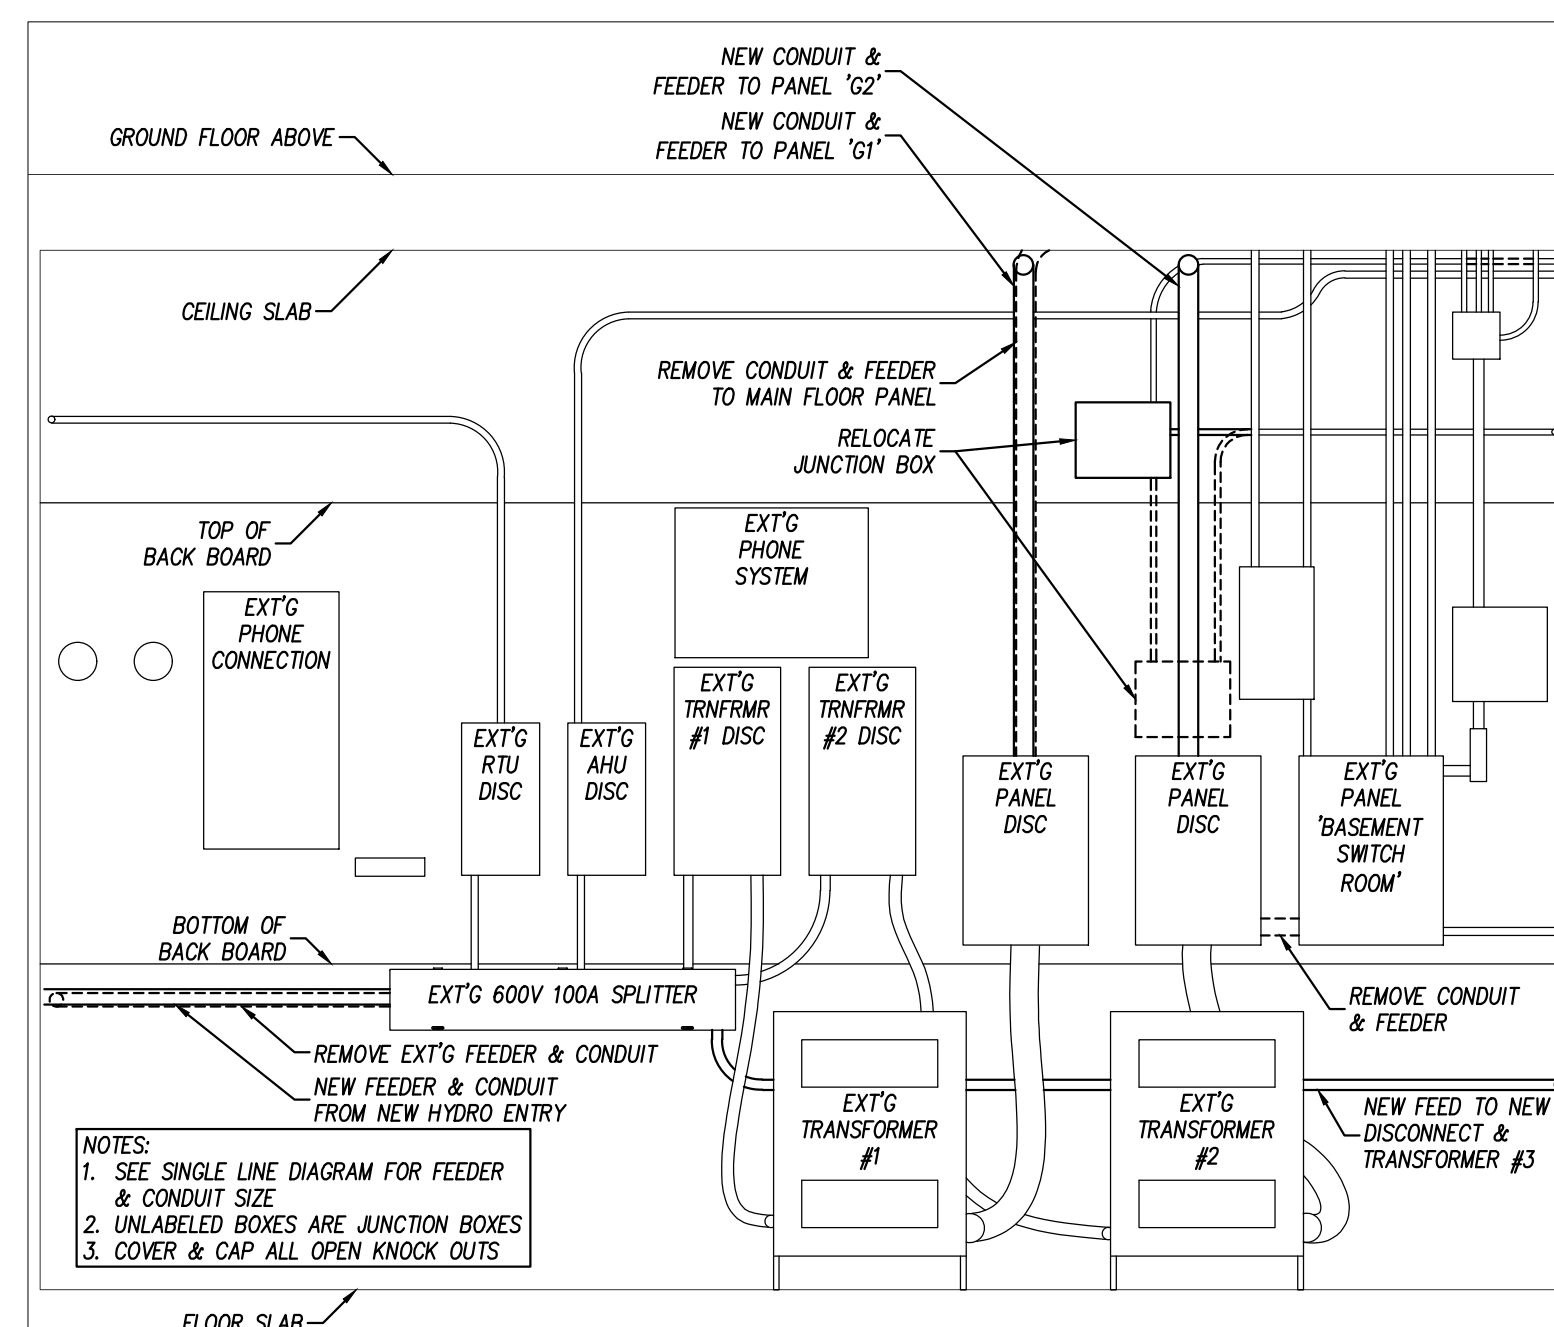 NEW CONDUIT &
FEEDER TO PANEL 'G2'
NEW CONDUIT &
FEEDER TO PANEL 'G1'
GROUND FLOOR ABOVE
CEILING SLAB
REMOVE CONDUIT & FEEDER
TO MAIN FLOOR PANEL
RELOCATE
JUNCTION BOX
TOP OF
BACK BOARD
EXT'G
PHONE
SYSTEM
EXT'G
PHONE
CONNECTION
EXT'G
TRNFRMR
#1 DISC
EXT'G
TRNFRMR
#2 DISC
EXT'G
RTU
DISC
EXT'G
AHU
DISC
EXT'G
PANEL
DISC
EXT'G
PANEL
DISC
EXT'G
PANEL
'BASEMENT
SWITCH
ROOM'
BOTTOM OF
BACK BOARD
EXT'G 600V 100A SPLITTER
REMOVE CONDUIT
& FEEDER
REMOVE EXT'G FEEDER & CONDUIT
NEW FEEDER & CONDUIT
FROM NEW HYDRO ENTRY
EXT'G
TRANSFORMER
#1
EXT'G
TRANSFORMER
#2
NEW FEED TO NEW
DISCONNECT &
TRANSFORMER #3
NOTES:
1. SEE SINGLE LINE DIAGRAM FOR FEEDER
& CONDUIT SIZE
2. UNLABELED BOXES ARE JUNCTION BOXES
3. COVER & CAP ALL OPEN KNOCK OUTS
FLOOR SLAB